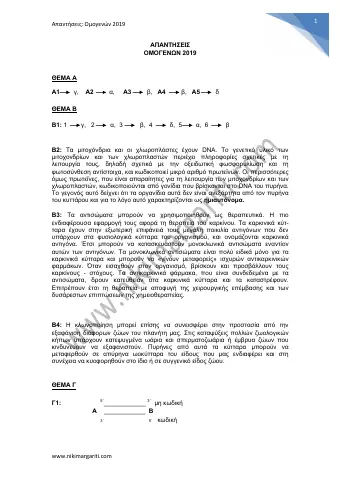 Απαντήσεις: Ομογενών 2019
1
ΑΠΑΝΤΗΣΕΙΣ
ΟΜΟΓΕΝΩΝ 2019
ΘΕΜΑ Α
Α1 → γ, Α2 → α, Α3 → β, Α4 → β, Α5 → δ
ΘΕΜΑ Β
Β1: 1 → γ, 2 → α, 3 → β, 4 → δ, 5 → α, 6 → β
Β2: Τα μιτοχόνδρια και οι χλωροπλάστες έχουν DNA. Το γενετικό υλικό των
μιτοχονδρίων και των χλωροπλαστών περιέχει πληροφορίες σχετικές με τη
λειτουργία τους, δηλαδή σχετικά με την οξειδωτική φωσφορυλίωση και τη
φωτοσύνθεση αντίστοιχα, και κωδικοποιεί μικρό αριθμό πρωτεϊνών. Οι περισσότερες
όμως πρωτεΐνες, που είναι απαραίτητες για τη λειτουργία των μιτοχονδρίων και των
χλωροπλαστών, κωδικοποιούνται από γονίδια που βρίσκονται στο DNA του πυρήνα.
Το γεγονός αυτό δείχνει ότι τα οργανίδια αυτά δεν είναι ανεξάρτητα από τον πυρήνα
του κυττάρου και για το λόγο αυτό χαρακτηρίζονται ως ημιαυτόνομα.
Β3: Τα αντισώματα μπορούν να χρησιμοποιηθούν ως θεραπευτικά. Η πιο
ενδιαφέρουσα εφαρμογή τους αφορά τη θεραπεία του καρκίνου. Τα καρκινικά κύτ-
ταρα έχουν στην εξωτερική επιφάνειά τους μεγάλη ποικιλία αντιγόνων που δεν
υπάρχουν στα φυσιολογικά κύτταρα του οργανισμού, και ονομάζονται καρκινικά
αντιγόνα. Έτσι μπορούν να κατασκευαστούν μονοκλωνικά αντισώματα εναντίον
αυτών των αντιγόνων. Τα μονοκλωνικά αντισώματα είναι πολύ ειδικά μόνο για τα
καρκινικά κύτταρα και μπορούν να «γίνουν μεταφορείς» ισχυρών αντικαρκινικών
φαρμάκων. Όταν εισαχθούν στον οργανισμό, βρίσκουν και προσβάλλουν τους
καρκινικούς - στόχους. Τα αντικαρκινικά φάρμακα, που είναι συνδεδεμένα με τα
αντισώματα, δρουν κατευθείαν στα καρκινικά κύτταρα και τα καταστρέφουν.
Επιτρέπουν έτσι τη θεραπεία με αποφυγή της χειρουργικής επέμβασης και των
δυσάρεστων επιπτώσεων της χημειοθεραπείας.
Β4: Η κλωνοποίηση μπορεί επίσης να συνεισφέρει στην προστασία από την
εξαφάνιση διάφορων ζώων του πλανήτη μας. Στις καταψύξεις πολλών ζωολογικών
κήπων υπάρχουν κατεψυγμένα ωάρια και σπερματοζωάρια ή έμβρυα ζώων που
κινδυνεύουν να εξαφανιστούν. Πυρήνες από αυτά τα κύτταρα μπορούν να
μεταφερθούν σε απύρηνα ωοκύτταρα του είδους που μας ενδιαφέρει και στη
συνέχεια να κυοφορηθούν στο ίδιο ή σε συγγενικό είδος ζώου.
ΘΕΜΑ Γ
Γ1: 5΄ 3΄ μη κωδική
Α Β
3΄ 5΄ κωδική
www.nikimargariti.com
www.nikimargariti.com